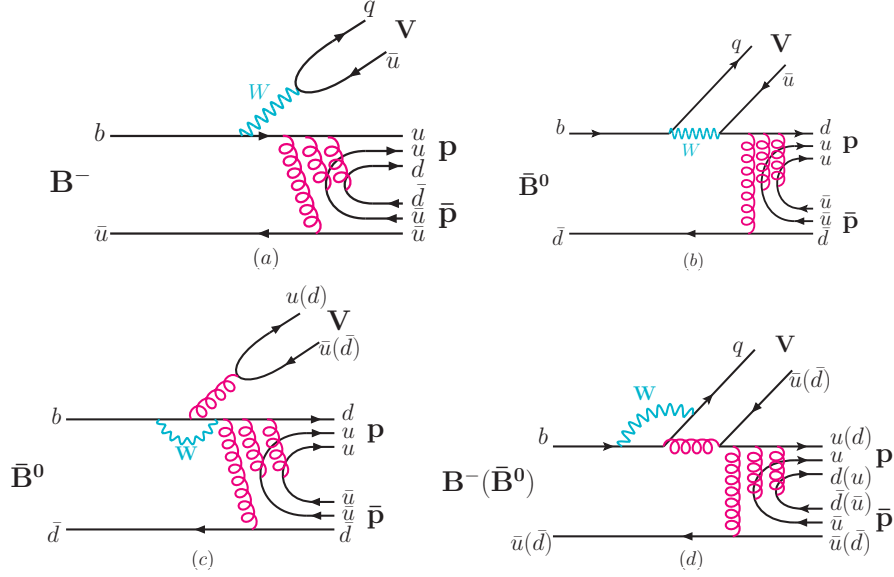 q
V
ū
W
b
u
u
p
d
B⁻
d̄
ū
p̄
ū
ū
(a)
q
V
ū
b
W
d
u
p
u
B̄⁰
ū
ū
p̄
d̄
d̄
(b)
u(d)
V
ū(d̄)
b
d
u
p
u
W
B̄⁰
ū
ū
p̄
d̄
d̄
(c)
q
V
W
ū(d̄)
b
u(d)
u
p
d(u)
B⁻(B̄⁰)
d̄(ū)
ū
p̄
ū(d̄)
ū(d̄)
(d)